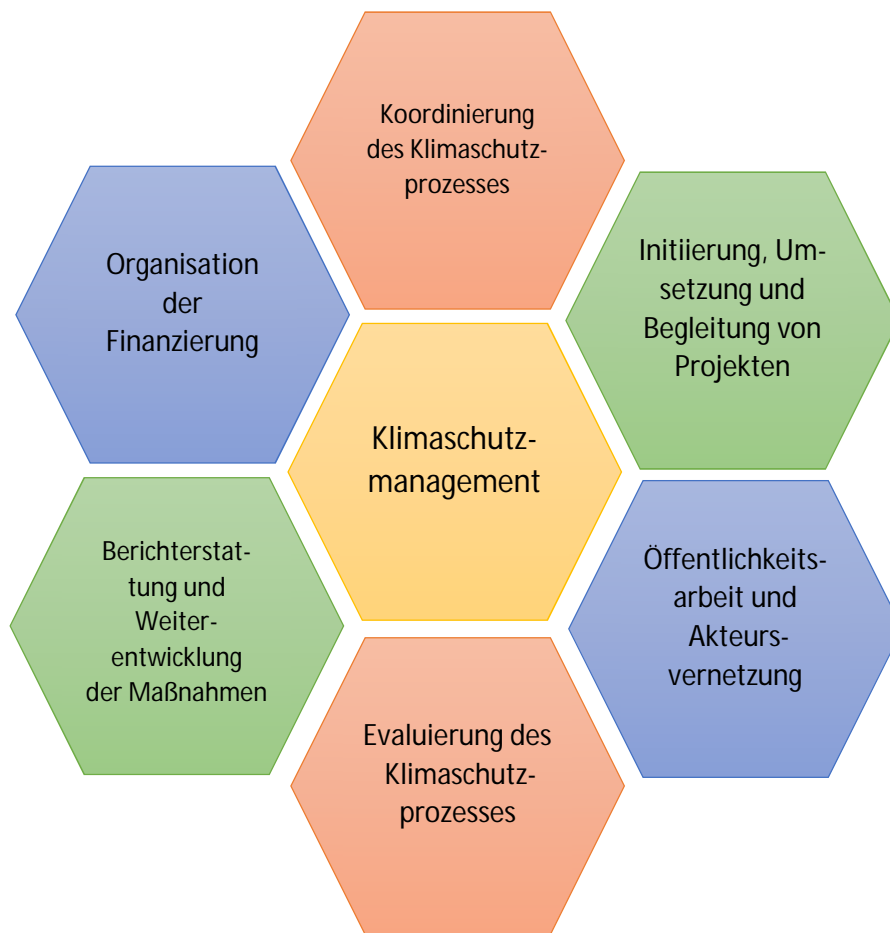 Koordinierung
des Klimaschutz-
prozesses
Organisation
der
Finanzierung
Initiierung, Um-
setzung und
Begleitung von
Projekten
Klimaschutz-
management
Berichterstat-
tung und
Weiter-
entwicklung
der Maßnahmen
Öffentlichkeits-
arbeit und
Akteurs-
vernetzung
Evaluierung des
Klimaschutz-
prozesses